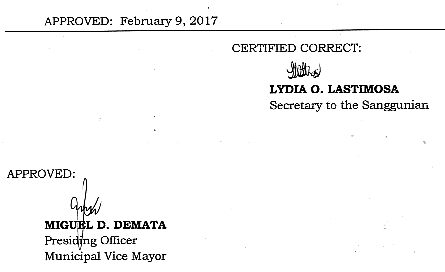 APPROVED: February 9, 2017
CERTIFIED CORRECT:
LYDIA O. LASTIMOSA
Secretary to the Sanggunian
APPROVED:
MIGUEL D. DEMATA
Presiding Officer
Municipal Vice Mayor